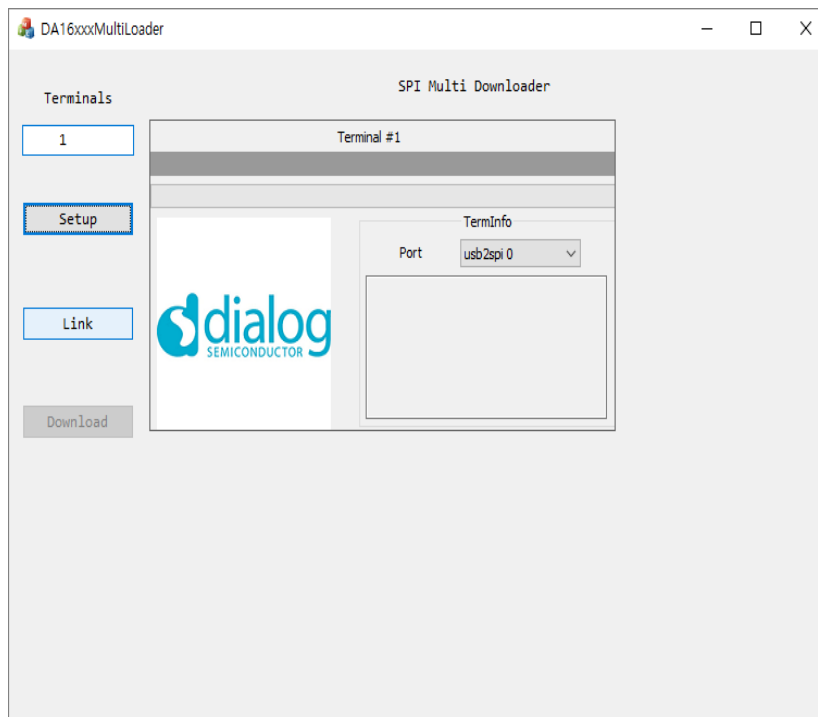 DA16xxxMultiLoader
SPI Multi Downloader
Terminals
1
Terminal #1
Setup
TermInfo
Port
usb2spi 0
dialog
SEMICONDUCTOR
Link
Download